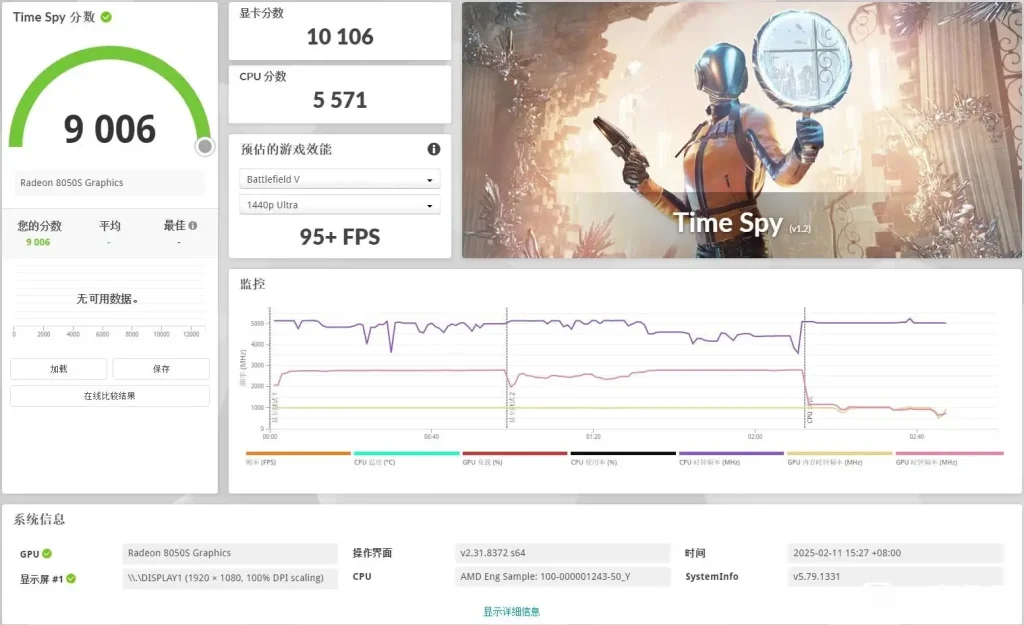 Time Spy 分数
9 006
Radeon 8050S Graphics
您的分数 平均 最佳
9 006 - -
无可用数据。
0 2000 4000 6000 8000 10000 12000
加载 保存
在线比较结果
显卡分数
10 106
CPU 分数
5 571
预估的游戏效能
Battlefield V
1440p Ultra
95+ FPS
Time Spy (v1.2)
监控
频率 (MHz)
5000
4000
3000
2000
1000
0
显卡测试 1
显卡测试 2
00:00 00:40 01:20 02:00 02:40
帧率 (FPS) CPU 温度 (°C) GPU 负载 (%) CPU 使用率 (%) CPU 时钟频率 (MHz) GPU 内存时钟频率 (MHz) GPU 时钟频率 (MHz)
系统信息
GPU Radeon 8050S Graphics 操作界面 v2.31.8372 s64 时间 2025-02-11 15:27 +08:00
显示屏 #1 \\.\DISPLAY1 (1920 × 1080, 100% DPI scaling) CPU AMD Eng Sample: 100-000001243-50_Y SystemInfo v5.79.1331
显示详细信息